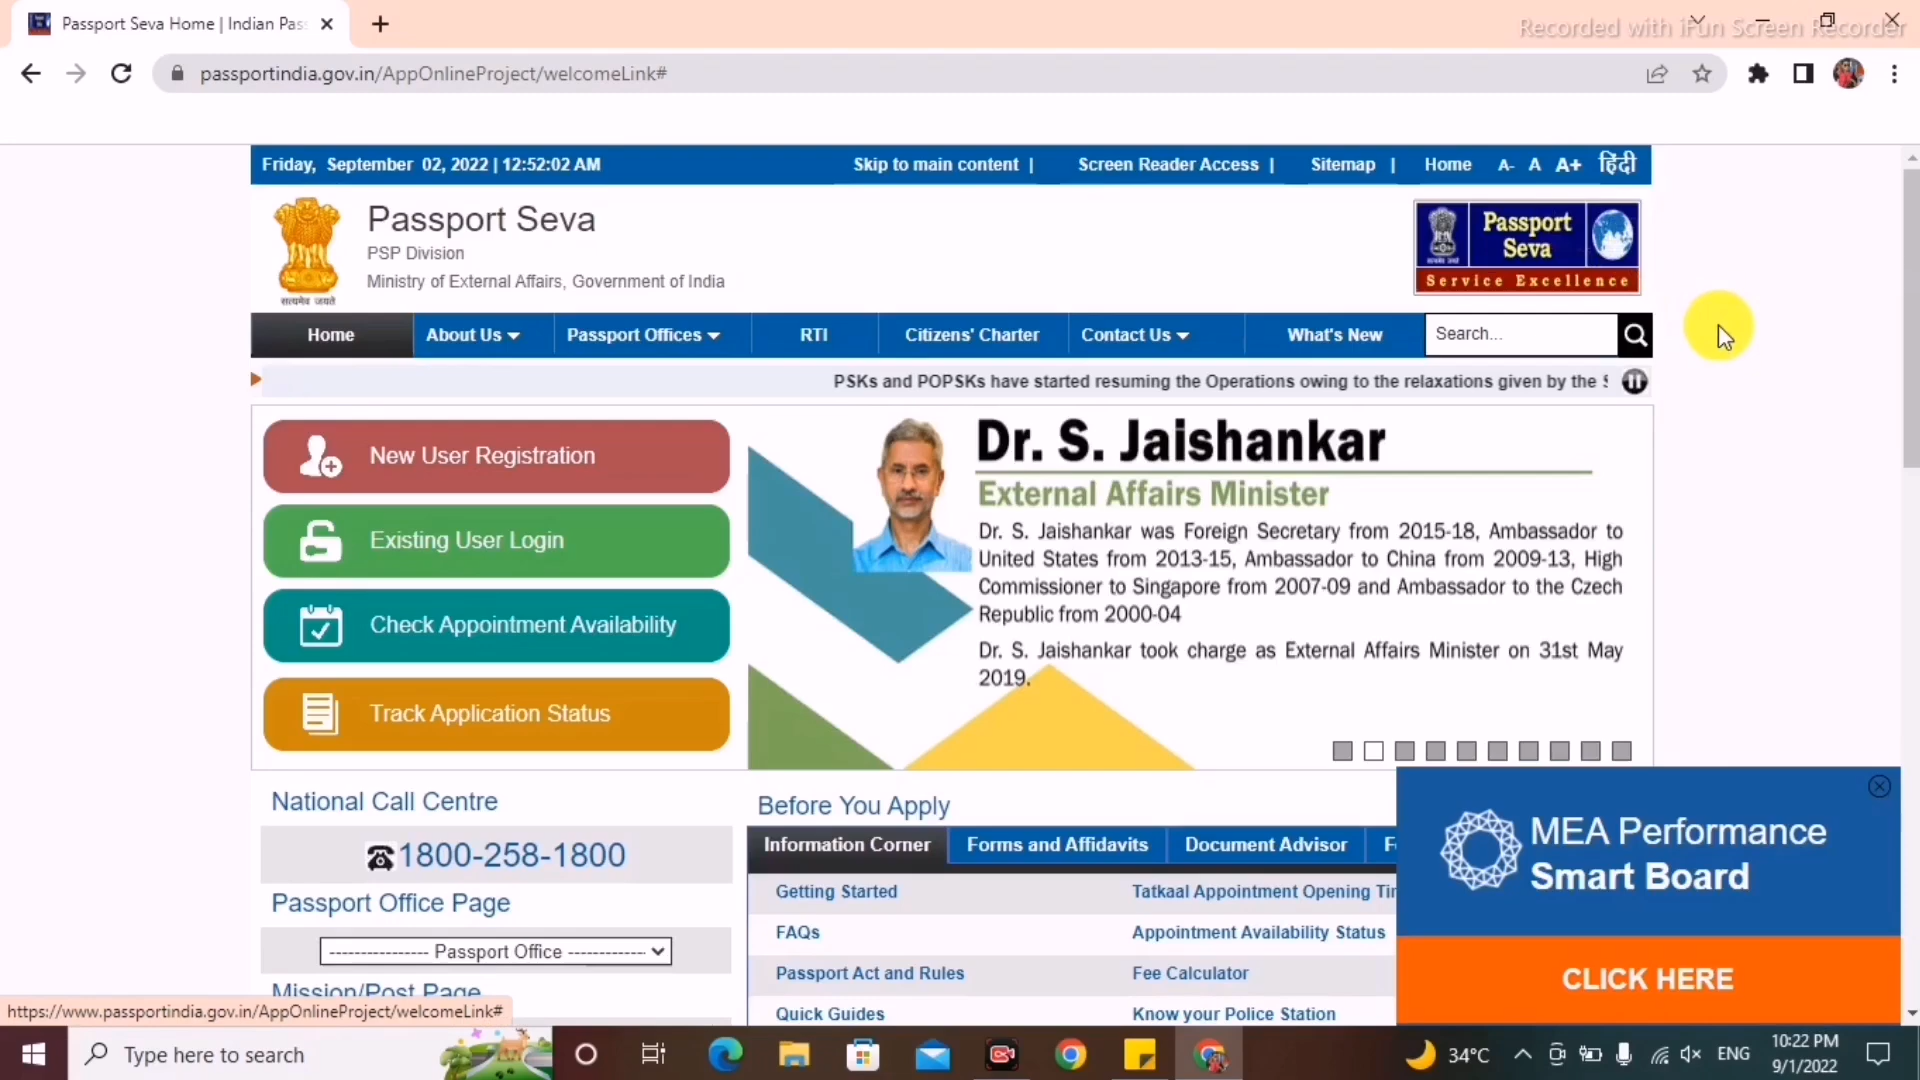 Passport Seva Home | Indian Pas
Recorded with iFun Screen Recorder
passportindia.gov.in/AppOnlineProject/welcomeLink#
Friday, September 02, 2022 | 12:52:02 AM
Skip to main content |
Screen Reader Access |
Sitemap |
Home
A-
A
A+
हिंदी
Passport Seva
PSP Division
Ministry of External Affairs, Government of India
सत्यमेव जयते
Passport
Seva
Service Excellence
Home
About Us
Passport Offices
RTI
Citizens' Charter
Contact Us
What's New
Search...
PSKs and POPSKs have started resuming the Operations owing to the relaxations given by the S
New User Registration
Existing User Login
Check Appointment Availability
Track Application Status
Dr. S. Jaishankar
External Affairs Minister
Dr. S. Jaishankar was Foreign Secretary from 2015-18, Ambassador to
United States from 2013-15, Ambassador to China from 2009-13, High
Commissioner to Singapore from 2007-09 and Ambassador to the Czech
Republic from 2000-04
Dr. S. Jaishankar took charge as External Affairs Minister on 31st May
2019.
National Call Centre
1800-258-1800
Passport Office Page
---------------- Passport Office ------------
Mission/Post Page
Before You Apply
Information Corner
Forms and Affidavits
Document Advisor
Getting Started
Tatkaal Appointment Opening Tim
FAQs
Appointment Availability Status
Passport Act and Rules
Fee Calculator
Quick Guides
Know your Police Station
MEA Performance
Smart Board
CLICK HERE
https://www.passportindia.gov.in/AppOnlineProject/welcomeLink#
Type here to search
34°C
ENG
10:22 PM
9/1/2022